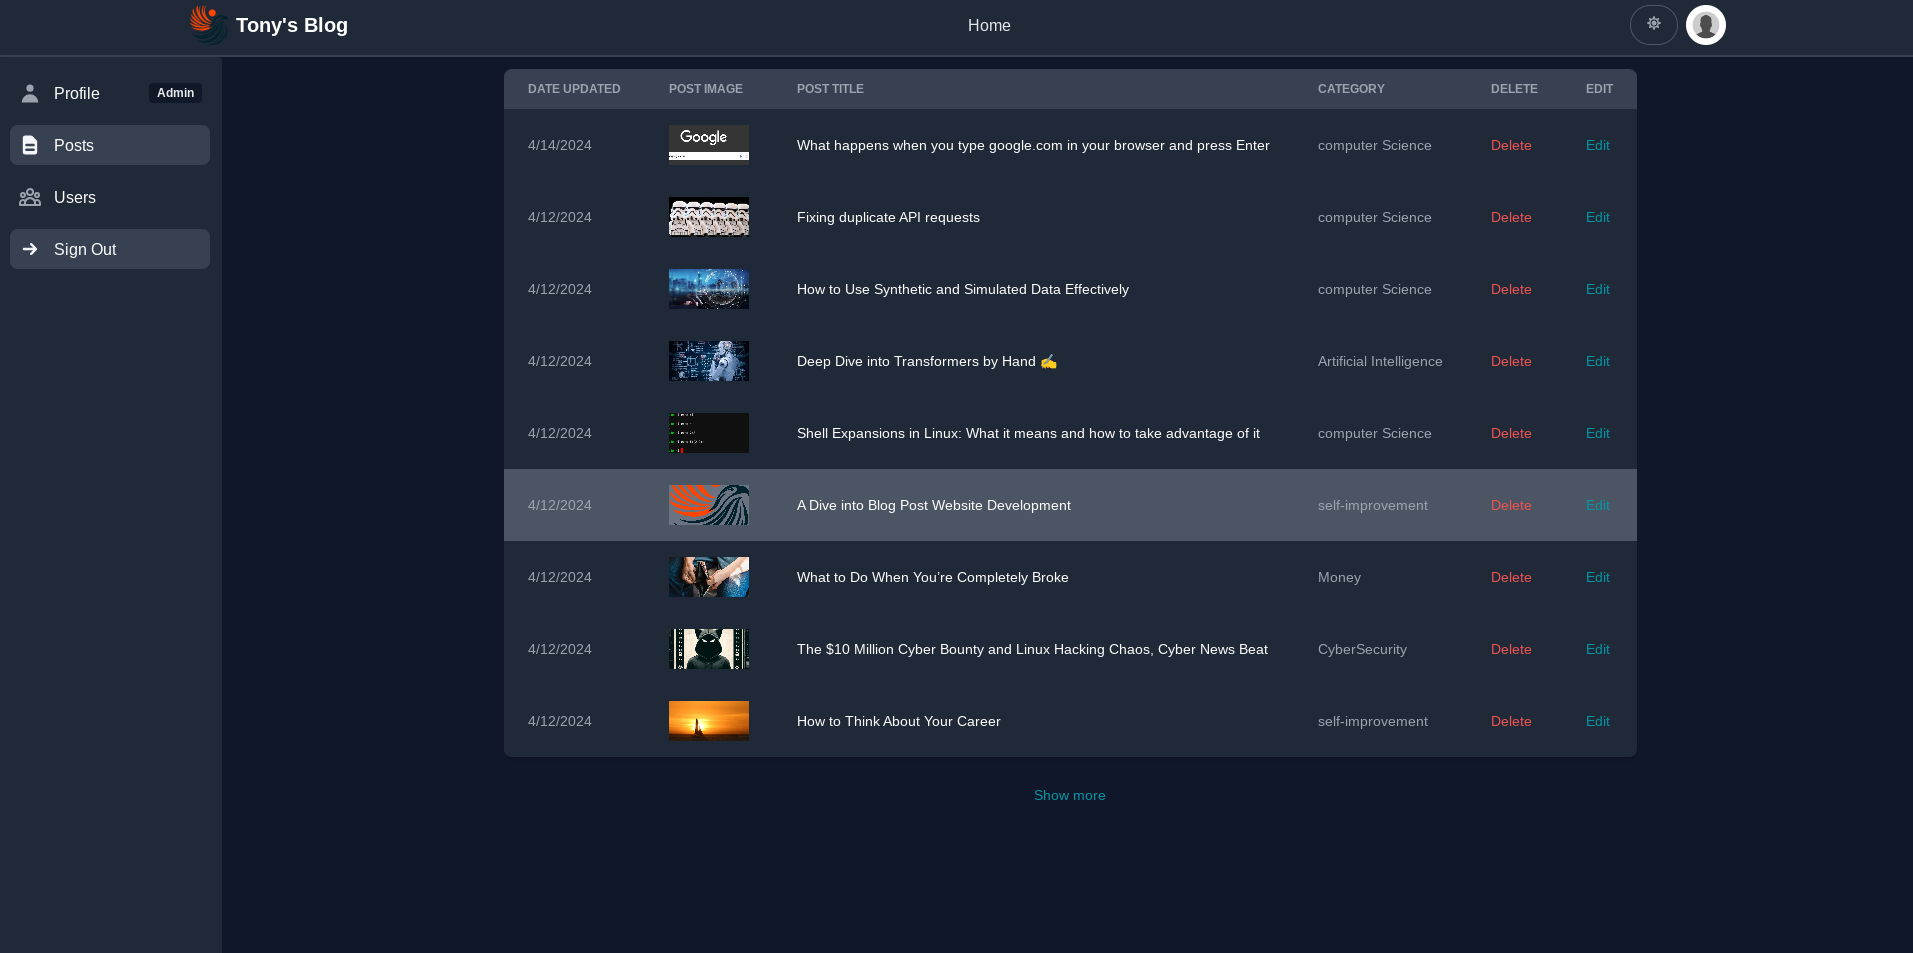 Tony's Blog
Home
Profile
Admin
Posts
Users
Sign Out
DATE UPDATED POST IMAGE POST TITLE CATEGORY DELETE EDIT
4/14/2024 Google What happens when you type google.com in your browser and press Enter computer Science Delete Edit
4/12/2024 Fixing duplicate API requests computer Science Delete Edit
4/12/2024 How to Use Synthetic and Simulated Data Effectively computer Science Delete Edit
4/12/2024 Deep Dive into Transformers by Hand ✍️ Artificial Intelligence Delete Edit
4/12/2024 Shell Expansions in Linux: What it means and how to take advantage of it computer Science Delete Edit
4/12/2024 A Dive into Blog Post Website Development self-improvement Delete Edit
4/12/2024 What to Do When You’re Completely Broke Money Delete Edit
4/12/2024 The $10 Million Cyber Bounty and Linux Hacking Chaos, Cyber News Beat CyberSecurity Delete Edit
4/12/2024 How to Think About Your Career self-improvement Delete Edit
Show more